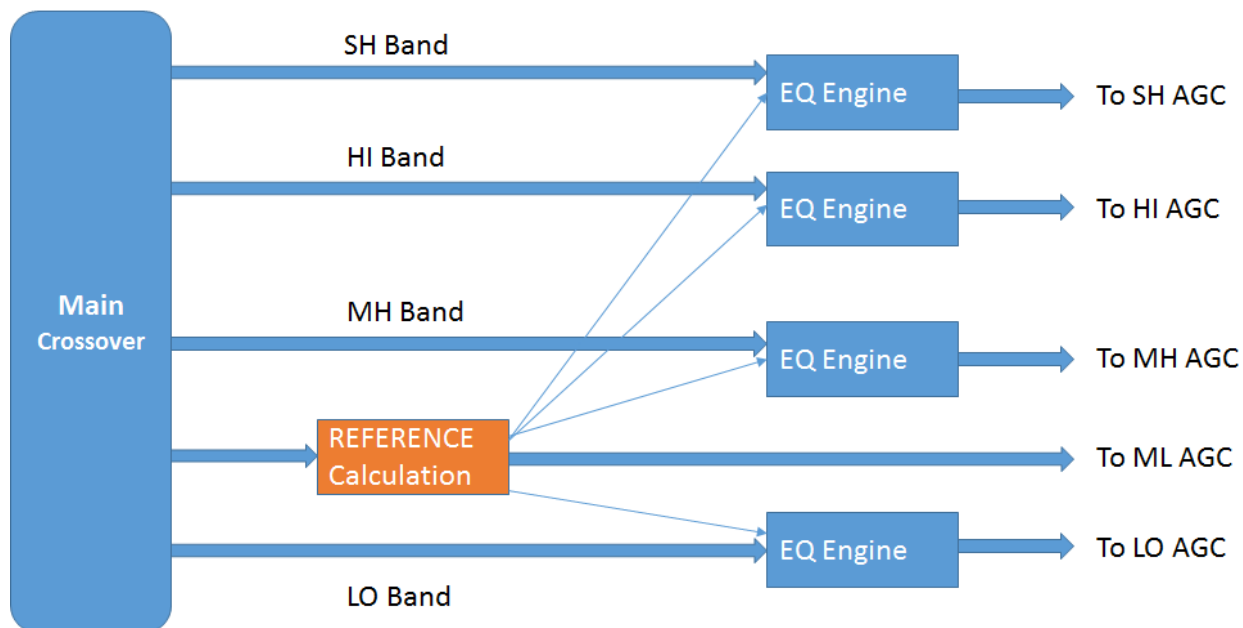 SH Band
EQ Engine
To SH AGC
HI Band
EQ Engine
To HI AGC
Main
Crossover
MH Band
EQ Engine
To MH AGC
REFERENCE
Calculation
To ML AGC
LO Band
EQ Engine
To LO AGC